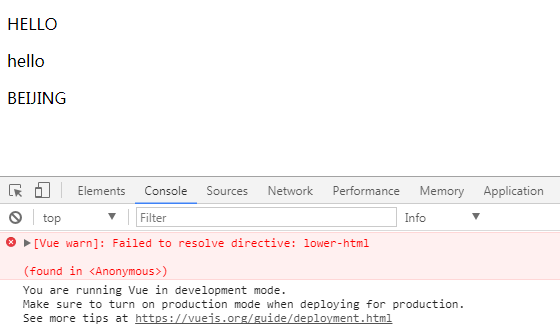 HELLO
hello
BEIJING
Elements Console Sources Network Performance Memory Application
top Filter Info
[Vue warn]: Failed to resolve directive: lower-html
(found in <Anonymous>)
You are running Vue in development mode.
Make sure to turn on production mode when deploying for production.
See more tips at https://vuejs.org/guide/deployment.html